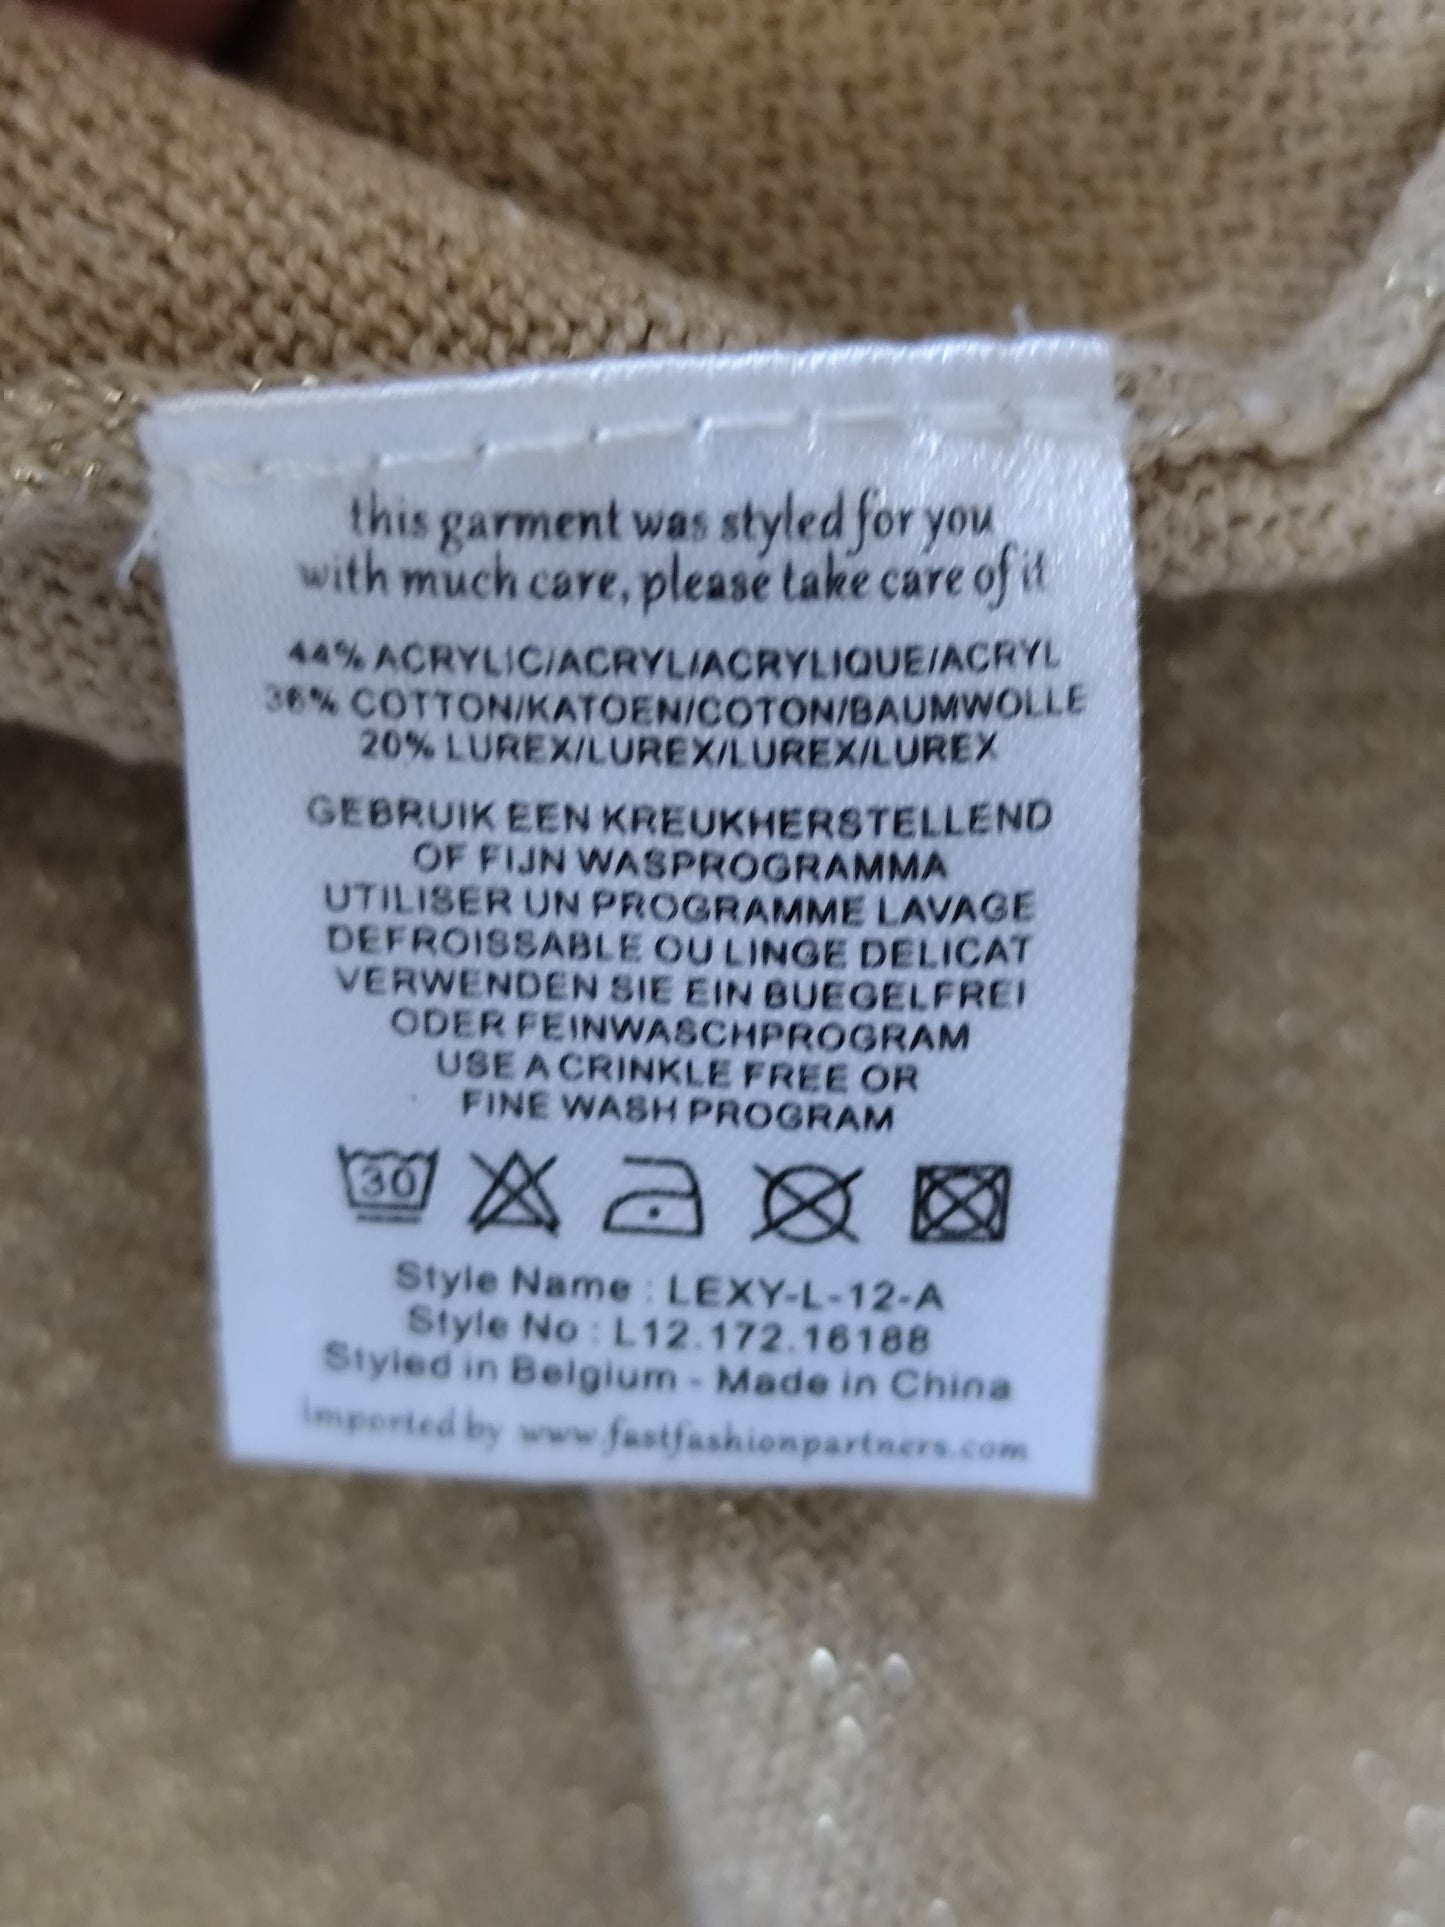 this garment was styled for you
with much care, please take care of it
44% ACRYLIC/ACRYL/ACRYLIQUE/ACRYL
36% COTTON/KATOEN/COTON/BAUMWOLLE
20% LUREX/LUREX/LUREX/LUREX
GEBRUIK EEN KREUKHERSTELLEND
OF FIJN WASPROGRAMMA
UTILISER UN PROGRAMME LAVAGE
DEFROISSABLE OU LINGE DELICAT
VERWENDEN SIE EIN BUEGELFREI
ODER FEINWASCHPROGRAM
USE A CRINKLE FREE OR
FINE WASH PROGRAM
30
Style Name : LEXY-L-12-A
Style No : L12.172.16188
Styled in Belgium - Made in China
imported by www.fastfashionpartners.com